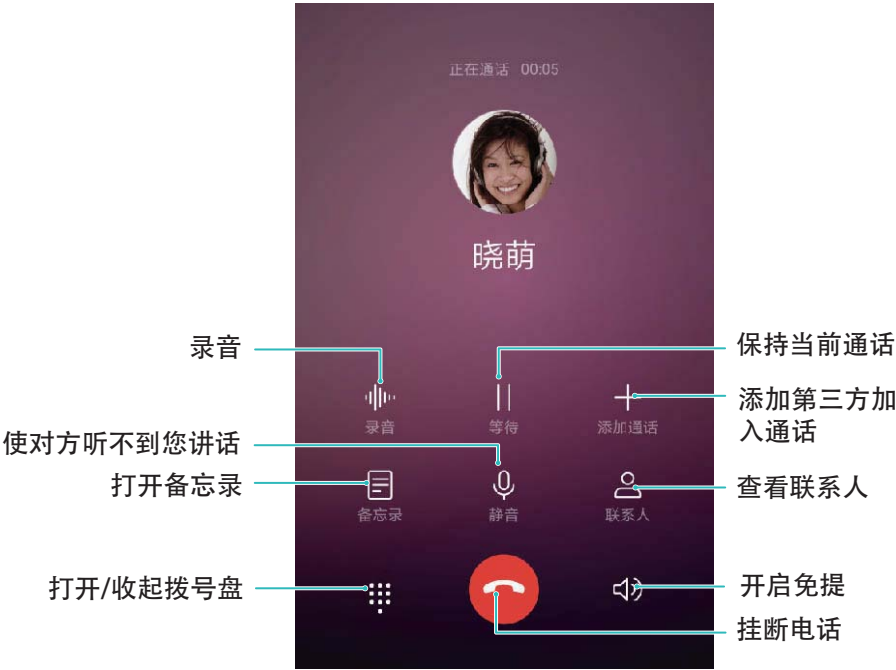 正在通话 00:05
晓萌
录音
保持当前通话
录音
等待
添加通话
添加第三方加
入通话
使对方听不到您讲话
打开备忘录
备忘录
静音
联系人
查看联系人
打开/收起拨号盘
开启免提
挂断电话